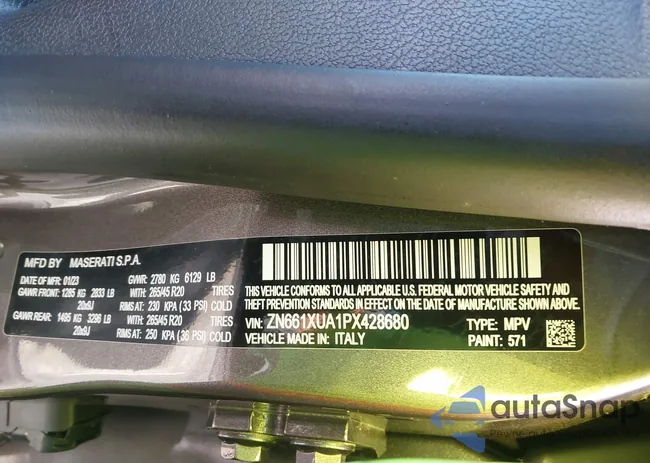 MFD BY MASERATI S.P.A.
DATE OF MFD: 01/23 GVWR: 2780 KG 6129 LB
GAWR FRONT: 1285 KG 2833 LB WITH: 265/45 R20 TIRES
20x9J RIMS AT: 230 KPA (33 PSI) COLD
GAWR REAR: 1495 KG 3296 LB WITH: 265/45 R20 TIRES
20x9J RIMS AT: 250 KPA (36 PSI) COLD
THIS VEHICLE CONFORMS TO ALL APPLICABLE U.S. FEDERAL MOTOR VEHICLE SAFETY,
BUMPER, AND THEFT PREVENTION STANDARDS IN EFFECT
ON THE DATE OF MANUFACTURE SHOWN ABOVE
VIN: ZN661XUA1PX428680 TYPE: MPV
VEHICLE MADE IN: ITALY PAINT: 571
autoSnap